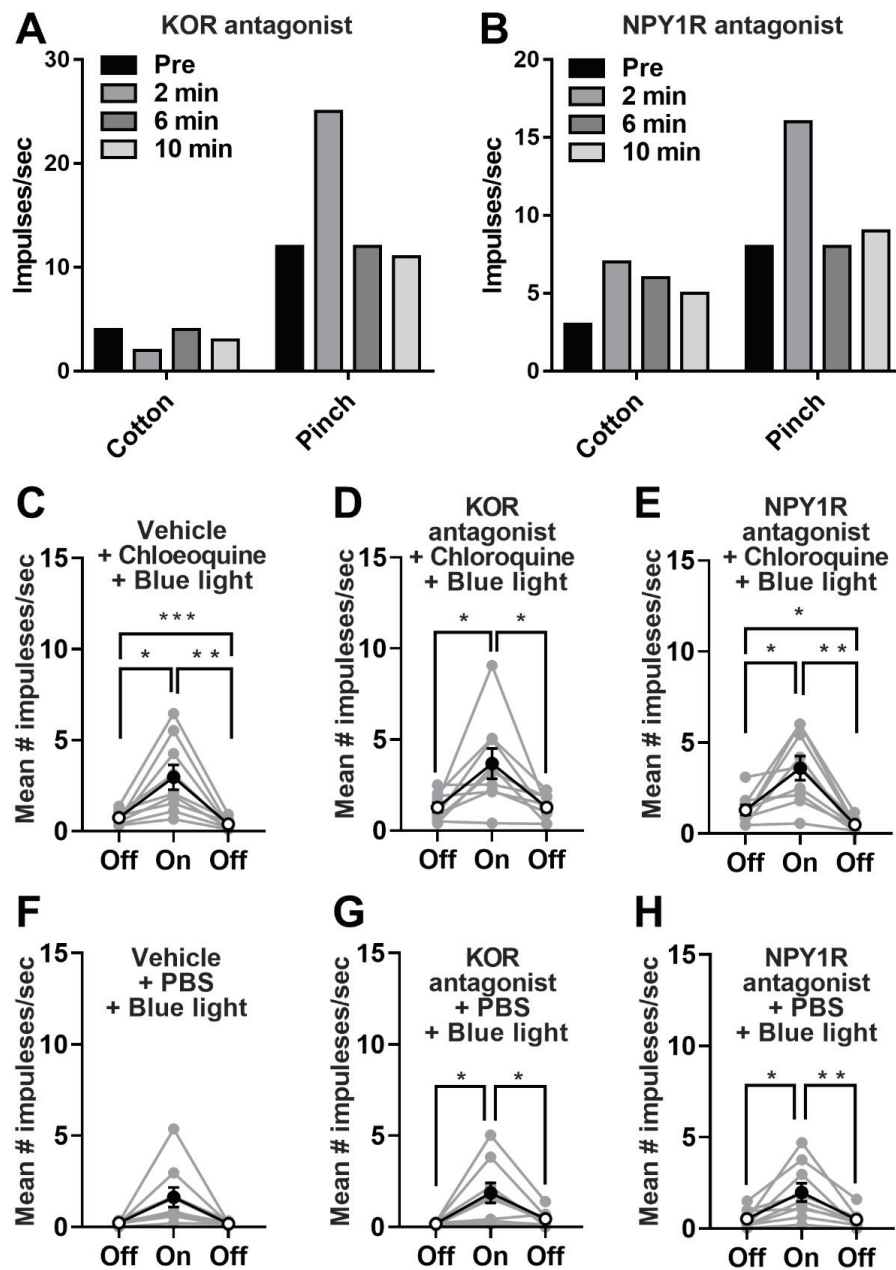 A
KOR antagonist
30
20
10
0
Impulses/sec
Pre
2 min
6 min
10 min
Cotton
Pinch
B
NPY1R antagonist
20
15
10
5
0
Impulses/sec
Pre
2 min
6 min
10 min
Cotton
Pinch
C
Vehicle
+ Chloeoquine
+ Blue light
15
10
5
0
Mean # impuleses/sec
***
*
**
Off On Off
D
KOR
antagonist
+ Chloroquine
+ Blue light
15
10
5
0
Mean # impuleses/sec
*
*
Off On Off
E
NPY1R
antagonist
+ Chloroquine
+ Blue light
15
10
5
0
Mean # impuleses/sec
*
*
**
Off On Off
F
Vehicle
+ PBS
+ Blue light
15
10
5
0
Mean # impuleses/sec
Off On Off
G
KOR
antagonist
+ PBS
+ Blue light
15
10
5
0
Mean # impuleses/sec
*
*
Off On Off
H
NPY1R
antagonist
+ PBS
+ Blue light
15
10
5
0
Mean # impuleses/sec
*
**
Off On Off